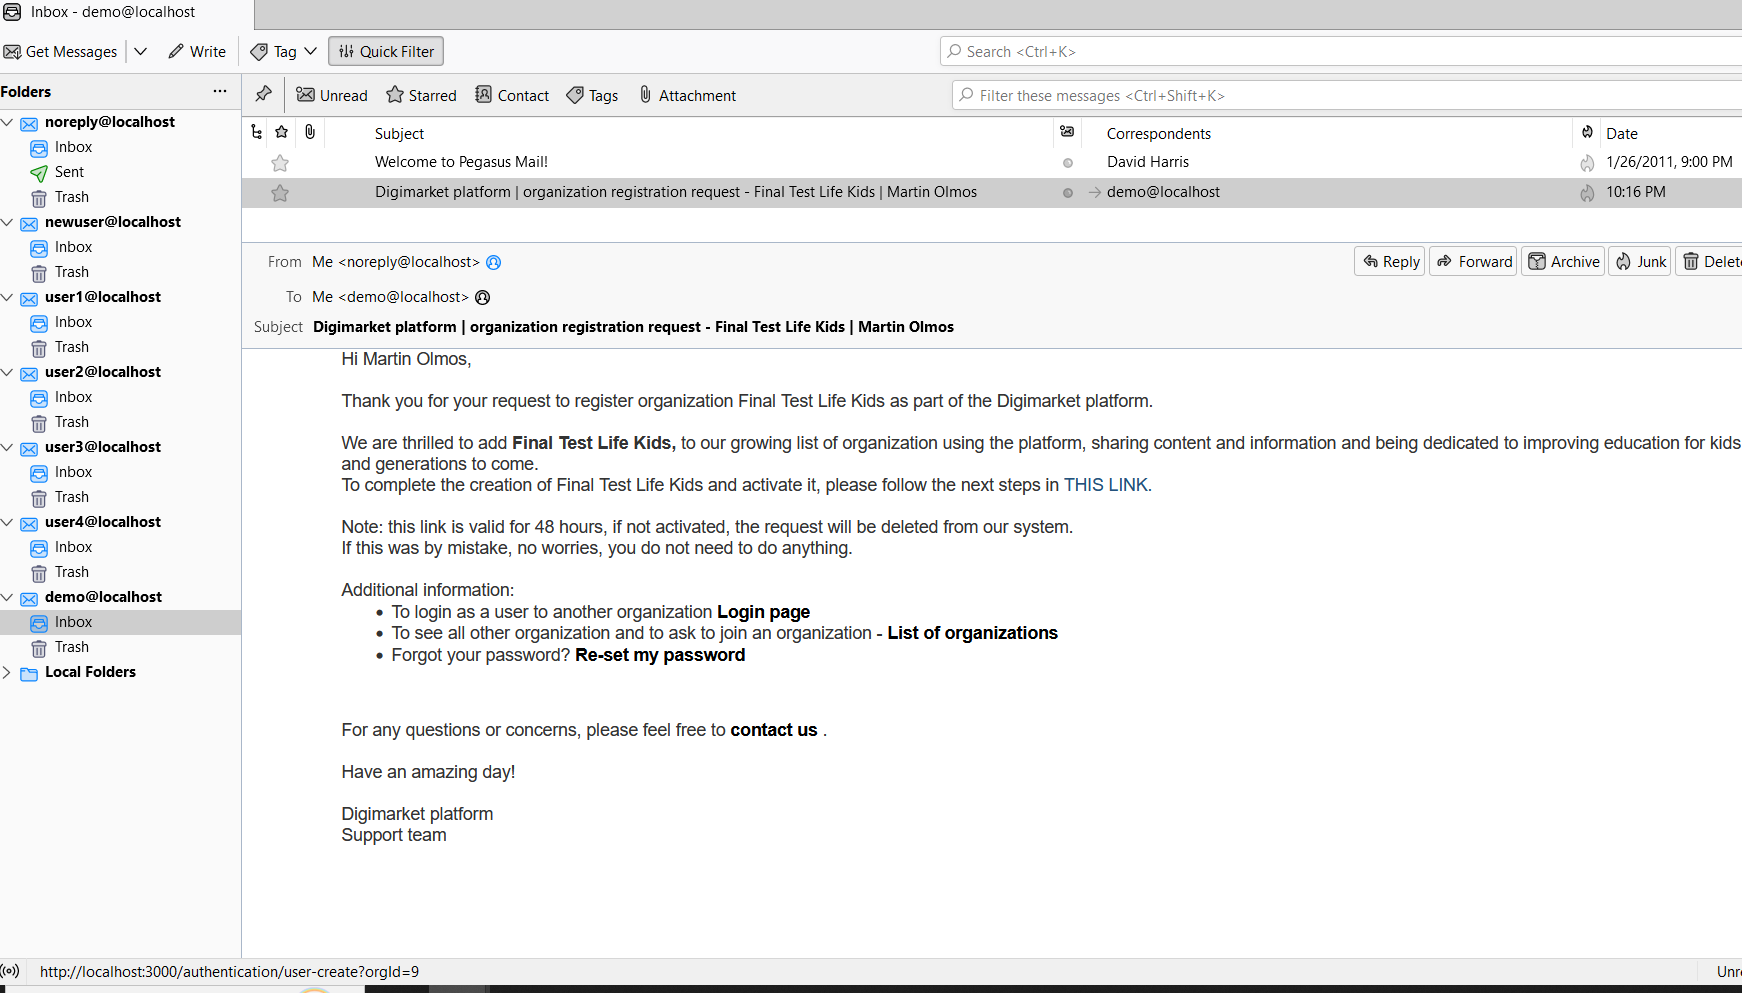 Inbox - demo@localhost
Get Messages Write Tag Quick Filter Search <Ctrl+K>
Folders ···
Unread Starred Contact Tags Attachment Filter these messages <Ctrl+Shift+K>
Subject Correspondents Date
Welcome to Pegasus Mail! David Harris 1/26/2011, 9:00 PM
Digimarket platform | organization registration request - Final Test Life Kids | Martin Olmos demo@localhost 10:16 PM
noreply@localhost
Inbox
Sent
Trash
newuser@localhost
Inbox
Trash
user1@localhost
Inbox
Trash
user2@localhost
Inbox
Trash
user3@localhost
Inbox
Trash
user4@localhost
Inbox
Trash
demo@localhost
Inbox
Trash
Local Folders
From Me <noreply@localhost> Reply Forward Archive Junk Delete
To Me <demo@localhost>
Subject Digimarket platform | organization registration request - Final Test Life Kids | Martin Olmos
Hi Martin Olmos,
Thank you for your request to register organization Final Test Life Kids as part of the Digimarket platform.
We are thrilled to add Final Test Life Kids, to our growing list of organization using the platform, sharing content and information and being dedicated to improving education for kids
and generations to come.
To complete the creation of Final Test Life Kids and activate it, please follow the next steps in THIS LINK.
Note: this link is valid for 48 hours, if not activated, the request will be deleted from our system.
If this was by mistake, no worries, you do not need to do anything.
Additional information:
• To login as a user to another organization Login page
• To see all other organization and to ask to join an organization - List of organizations
• Forgot your password? Re-set my password
For any questions or concerns, please feel free to contact us .
Have an amazing day!
Digimarket platform
Support team
http://localhost:3000/authentication/user-create?orgId=9